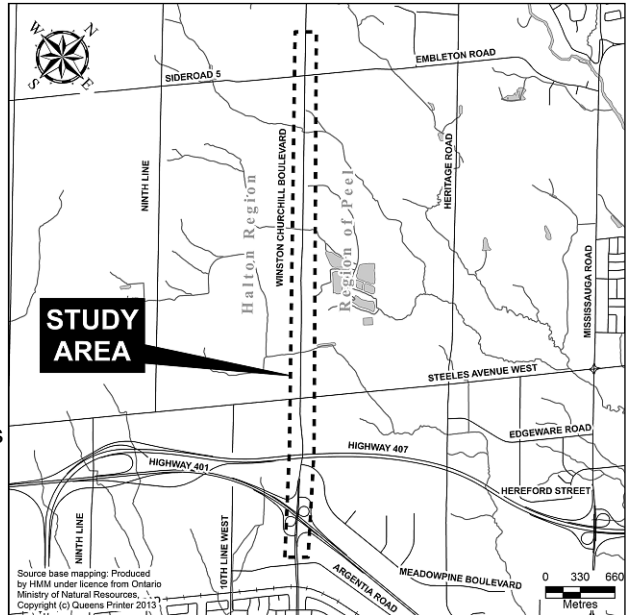 N
W
E
S
EMBLETON ROAD
SIDEROAD 5
NINTH LINE
Halton Region
WINSTON CHURCHILL BOULEVARD
Region of Peel
HERITAGE ROAD
MISSISSAUGA ROAD
STUDY
AREA
STEELES AVENUE WEST
EDGEWARE ROAD
HIGHWAY 407
HIGHWAY 401
HEREFORD STREET
NINTH LINE
10TH LINE WEST
ARGENTIA ROAD
MEADOWPINE BOULEVARD
Source base mapping: Produced
by HMM under licence from Ontario
Ministry of Natural Resources,
Copyright (c) Queens Printer 2013
0 330 660
Metres